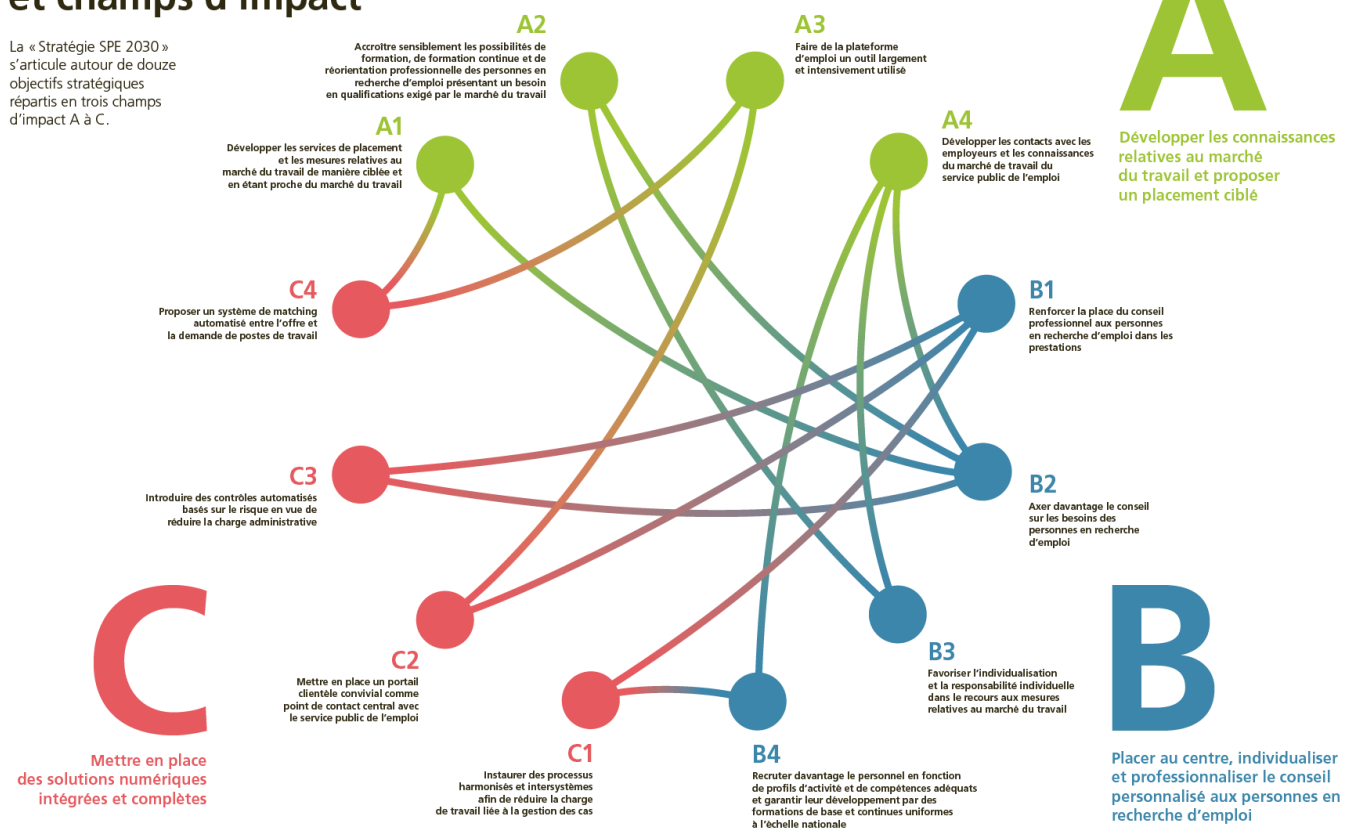 et champs d'impact
La « Stratégie SPE 2030 »
s'articule autour de douze
objectifs stratégiques
répartis en trois champs
d'impact A à C.
A2
Accroître sensiblement les possibilités de
formation, de formation continue et de
réorientation professionnelle des personnes en
recherche d'emploi présentant un besoin
en qualifications exigé par le marché du travail
A3
Faire de la plateforme
d'emploi un outil largement
et intensivement utilisé
A
Développer les connaissances
relatives au marché
du travail et proposer
un placement ciblé
A1
Développer les services de placement
et les mesures relatives au
marché du travail de manière ciblée et
en étant proche du marché du travail
A4
Développer les contacts avec les
employeurs et les connaissances
du marché de travail du
service public de l'emploi
C4
Proposer un système de matching
automatisé entre l'offre et
la demande de postes de travail
B1
Renforcer la place du conseil
professionnel aux personnes
en recherche d'emploi dans les
prestations
C3
Introduire des contrôles automatisés
basés sur le risque en vue de
réduire la charge administrative
B2
Axer davantage le conseil
sur les besoins des
personnes en recherche
d'emploi
C
Mettre en place
des solutions numériques
intégrées et complètes
C2
Mettre en place un portail
clientèle convivial comme
point de contact central avec
le service public de l'emploi
B3
Favoriser l'individualisation
et la responsabilité individuelle
dans le recours aux mesures
relatives au marché du travail
B
Placer au centre, individualiser
et professionnaliser le conseil
personnalisé aux personnes en
recherche d'emploi
C1
Instaurer des processus
harmonisés et intersystèmes
afin de réduire la charge
de travail liée à la gestion des cas
B4
Recruter davantage le personnel en fonction
de profils d'activité et de compétences adéquats
et garantir leur développement par des
formations de base et continues uniformes
à l'échelle nationale